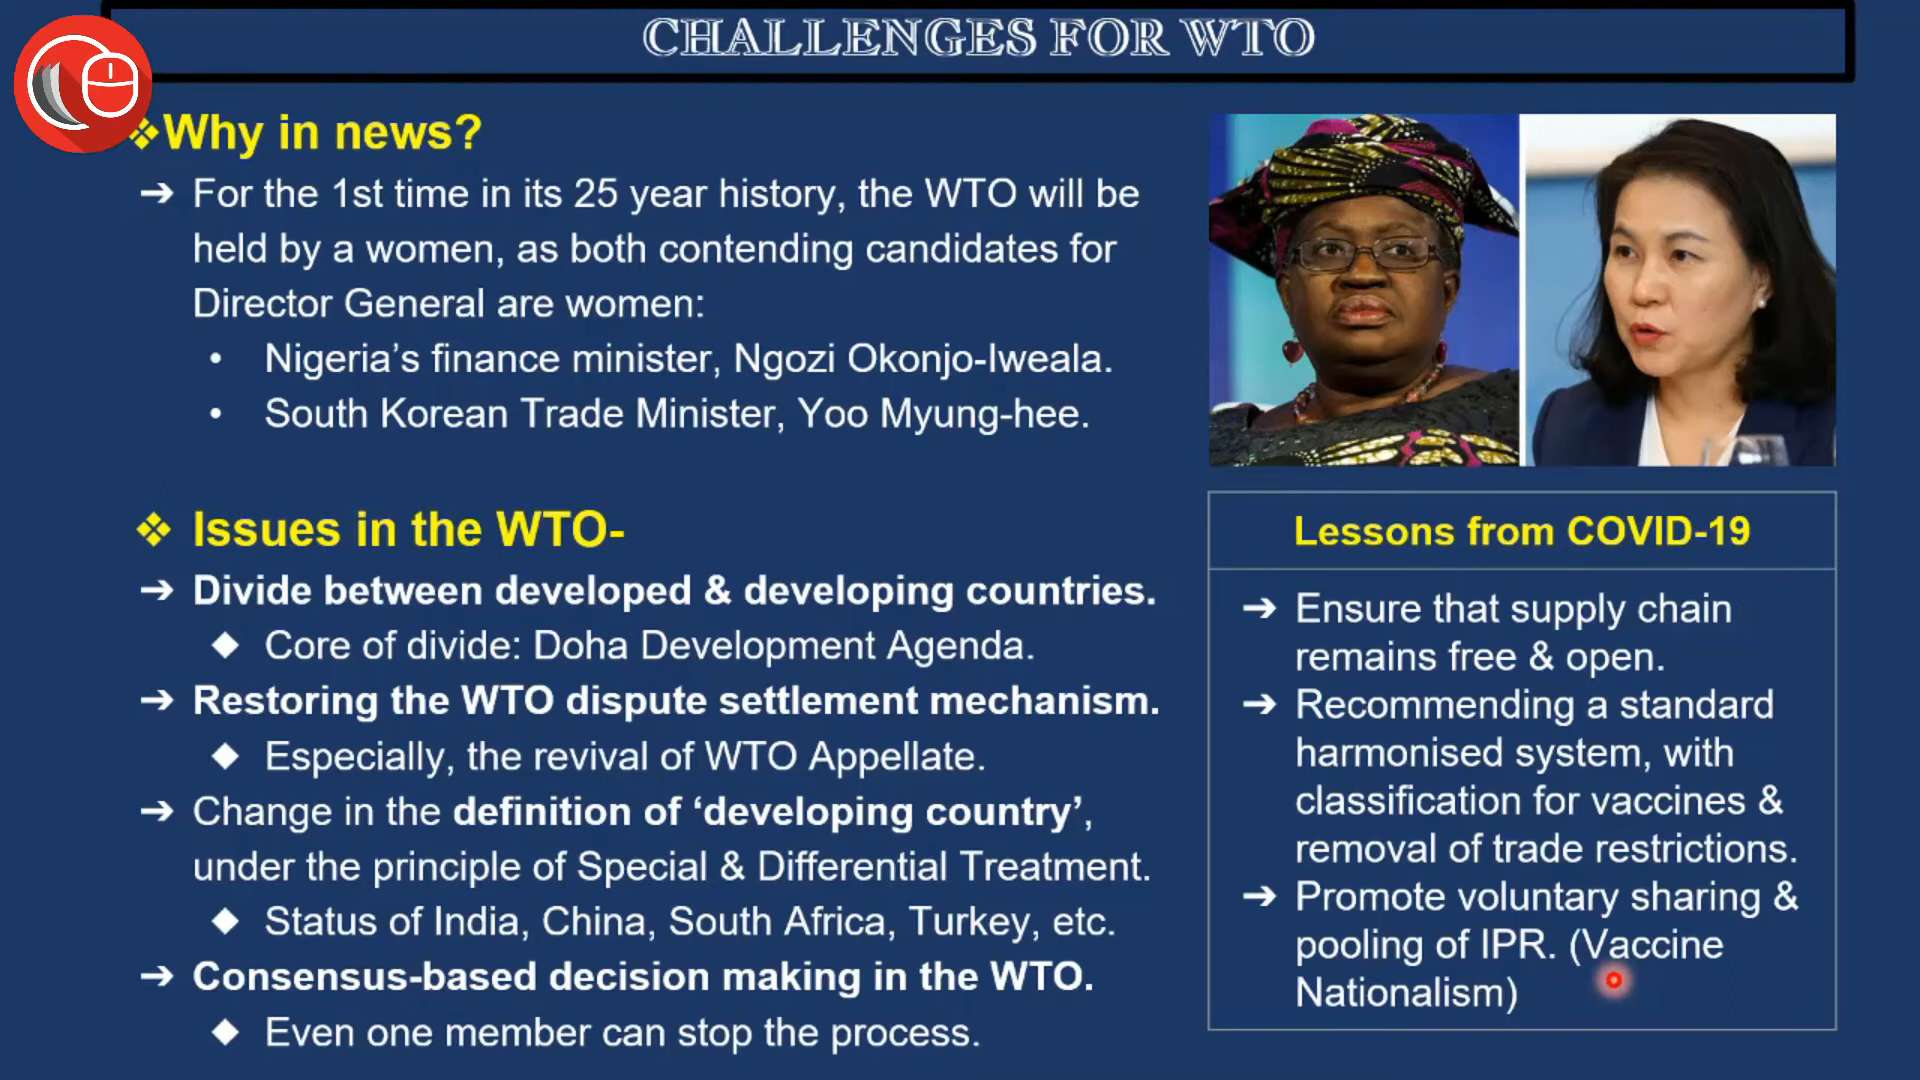 CHALLENGES FOR WTO
❖Why in news?
➔ For the 1st time in its 25 year history, the WTO will be
held by a women, as both contending candidates for
Director General are women:
• Nigeria’s finance minister, Ngozi Okonjo-Iweala.
• South Korean Trade Minister, Yoo Myung-hee.
❖ Issues in the WTO-
➔ Divide between developed & developing countries.
◆ Core of divide: Doha Development Agenda.
➔ Restoring the WTO dispute settlement mechanism.
◆ Especially, the revival of WTO Appellate.
➔ Change in the definition of ‘developing country’,
under the principle of Special & Differential Treatment.
◆ Status of India, China, South Africa, Turkey, etc.
➔ Consensus-based decision making in the WTO.
◆ Even one member can stop the process.
Lessons from COVID-19
➔ Ensure that supply chain
remains free & open.
➔ Recommending a standard
harmonised system, with
classification for vaccines &
removal of trade restrictions.
➔ Promote voluntary sharing &
pooling of IPR. (Vaccine
Nationalism)